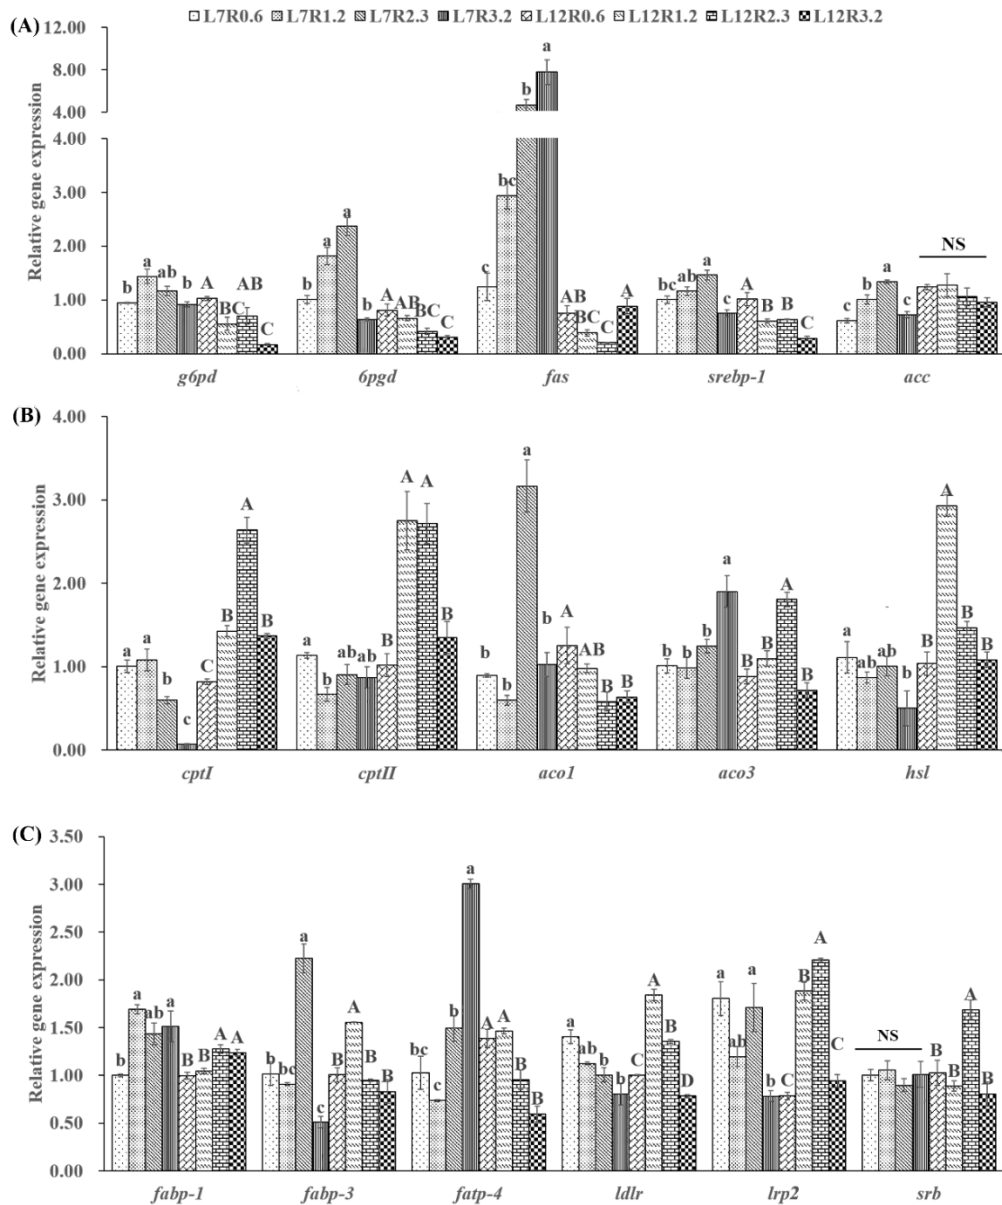 L7R0.6 L7R1.2 L7R2.3 L7R3.2 L12R0.6 L12R1.2 L12R2.3 L12R3.2
(A)
Relative gene expression
12.00
8.00
4.00
4.00
3.00
2.00
1.00
0.00
b a ab b A BC AB C
b a a b A AB BC C
c bc b a AB BC C A
bc ab a c A B B C
c b a c NS
g6pd 6pgd fas srebp-1 acc
(B)
Relative gene expression
4.00
3.00
2.00
1.00
0.00
a a b c C B A B
a b ab ab B A A B
b b a b A AB B B
b b b a B B A B
a ab ab b B A B B
cptI cptII aco1 aco3 hsl
(C)
Relative gene expression
3.50
3.00
2.50
2.00
1.50
1.00
0.50
0.00
b a ab a B B A A
b bc a c B A B B
bc c b a A A B B
a ab b b C A B D
a ab a b C B A C
NS B B A B
fabp-1 fabp-3 fatp-4 ldlr lrp2 srb